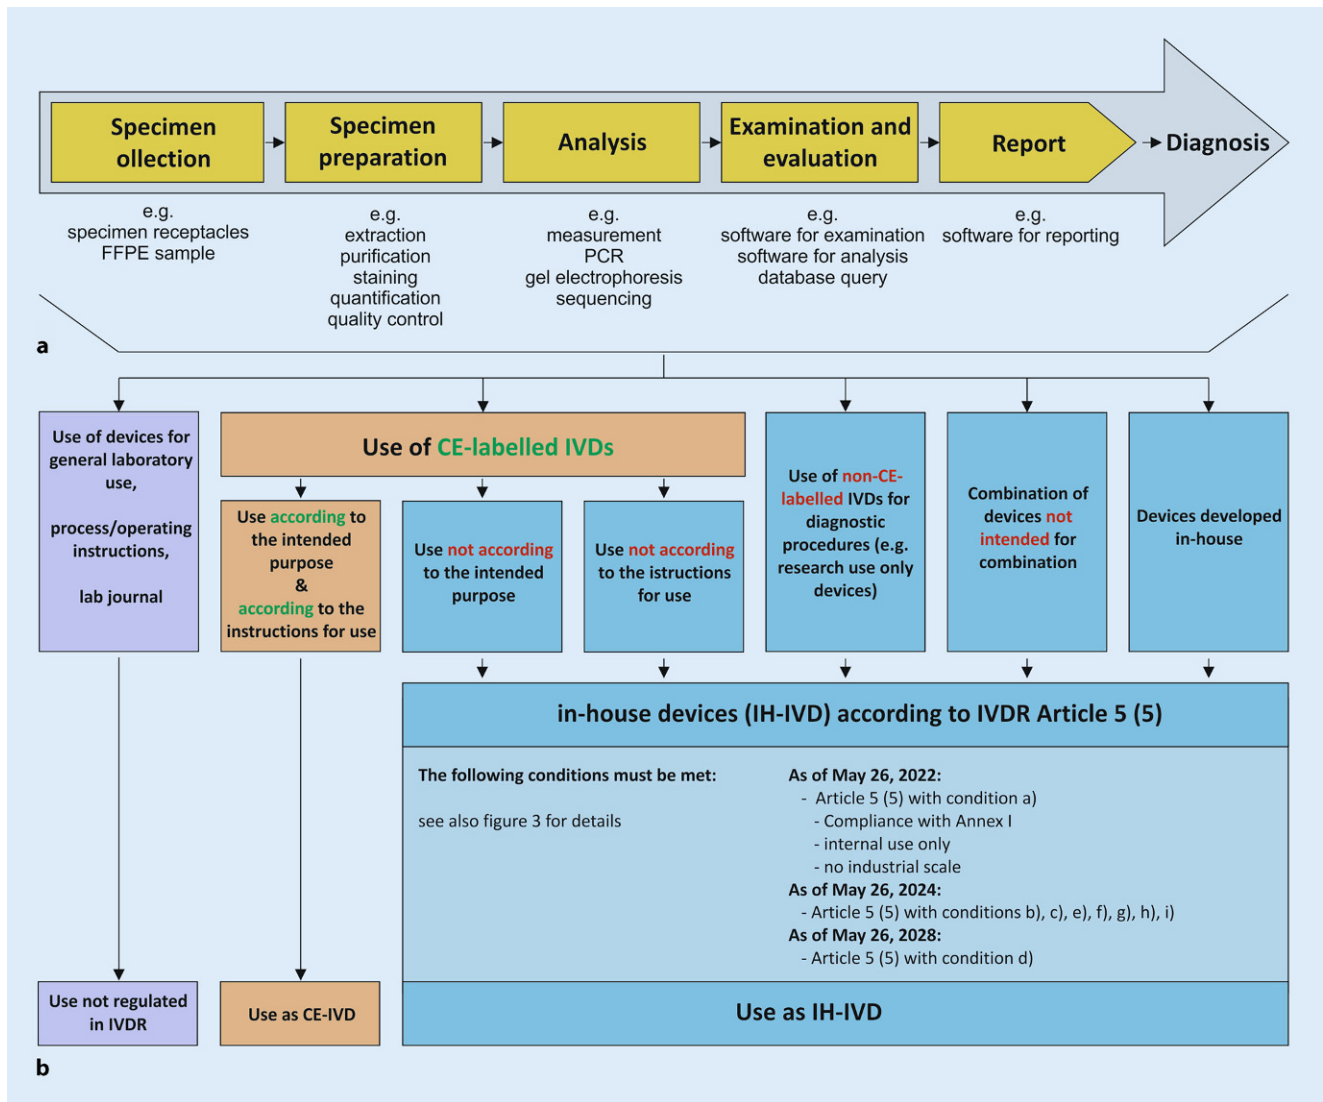 Specimen
ollection
Specimen
preparation
Analysis
Examination and
evaluation
Report
Diagnosis
e.g.
specimen receptacles
FFPE sample
e.g.
extraction
purification
staining
quantification
quality control
e.g.
measurement
PCR
gel electrophoresis
sequencing
e.g.
software for examination
software for analysis
database query
e.g.
software for reporting
a
Use of devices for
general laboratory
use,
process/operating
instructions,
lab journal
Use of CE-labelled IVDs
Use according to
the intended
purpose
&
according to the
instructions for use
Use not according
to the intended
purpose
Use not according
to the istructions
for use
Use of non-CE-
labelled IVDs for
diagnostic
procedures (e.g.
research use only
devices)
Combination of
devices not
intended for
combination
Devices developed
in-house
in-house devices (IH-IVD) according to IVDR Article 5 (5)
The following conditions must be met:
see also figure 3 for details
As of May 26, 2022:
- Article 5 (5) with condition a)
- Compliance with Annex I
- internal use only
- no industrial scale
As of May 26, 2024:
- Article 5 (5) with conditions b), c), e), f), g), h), i)
As of May 26, 2028:
- Article 5 (5) with condition d)
Use not regulated
in IVDR
Use as CE-IVD
Use as IH-IVD
b